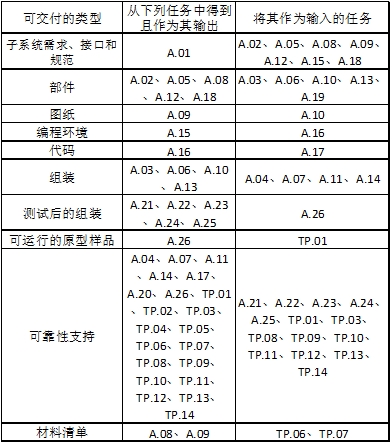 可交付的类型
从下列任务中得到
且作为其输出
将其作为输入的任务
子系统需求、接口和
规范
A.01
A.02、A.05、A.08、A.09、
A.12、A.15、A.18
部件
A.02、A.05、A.08
、A.12、A.18
A.03、A.06、A.10、A.13、
A.19
图纸
A.09
A.10
编程环境
A.15
A.16
代码
A.16
A.17
组装
A.03、A.06、A.10
、A.13
A.04、A.07、A.11、A.14
测试后的组装
A.21、A.22、A.23
、A.24、A.25
A.26
可运行的原型样品
A.26
TP.01
可靠性支持
A.04、A.07、A.11
、A.14、A.17、
A.20、A.26、TP.01
、TP.02、TP.03、
TP.04、TP.05、
TP.06、TP.07、
TP.08、TP.09、
TP.10、TP.11、
TP.12、TP.13、
TP.14
A.21、A.22、A.23、A.24、
A.25、TP.01、TP.03、
TP.08、TP.09、TP.10、
TP.11、TP.12、TP.13、
TP.14
材料清单
A.08、A.09
TP.06、TP.07